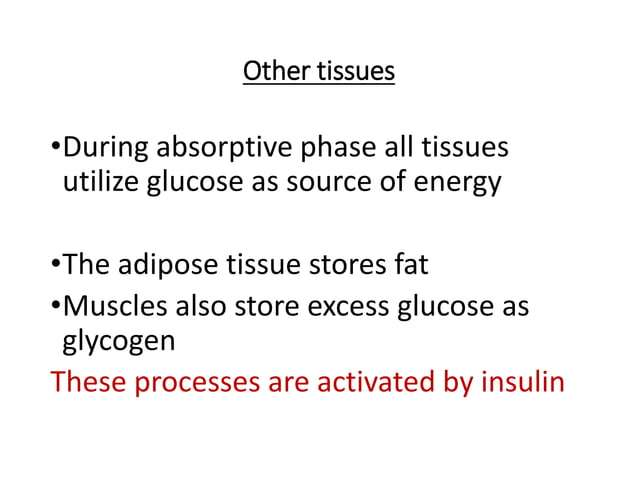 Other tissues
•During absorptive phase all tissues
utilize glucose as source of energy
•The adipose tissue stores fat
•Muscles also store excess glucose as
glycogen
These processes are activated by insulin